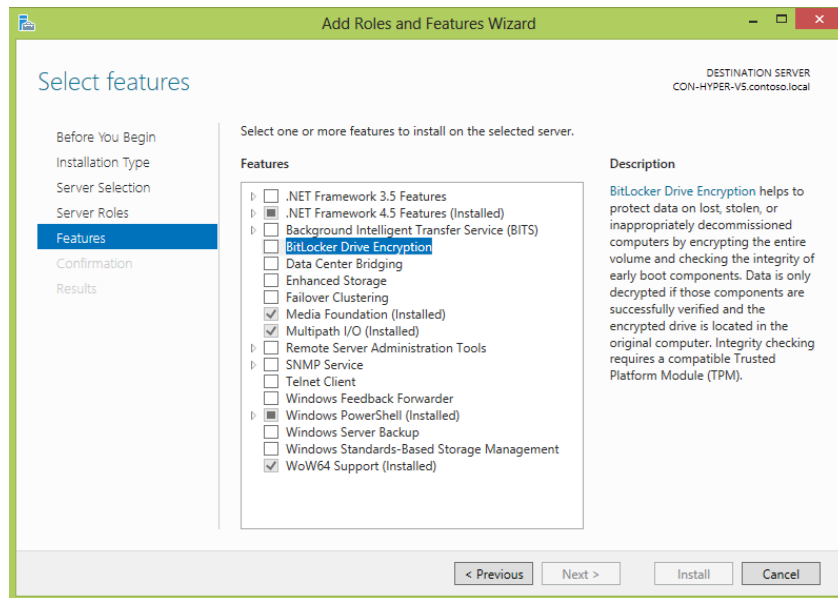 Add Roles and Features Wizard
Select features
DESTINATION SERVER
CON-HYPER-V5.contoso.local
Before You Begin
Installation Type
Server Selection
Server Roles
Features
Confirmation
Results
Select one or more features to install on the selected server.
Features
.NET Framework 3.5 Features
.NET Framework 4.5 Features (Installed)
Background Intelligent Transfer Service (BITS)
BitLocker Drive Encryption
Data Center Bridging
Enhanced Storage
Failover Clustering
Media Foundation (Installed)
Multipath I/O (Installed)
Remote Server Administration Tools
SNMP Service
Telnet Client
Windows Feedback Forwarder
Windows PowerShell (Installed)
Windows Server Backup
Windows Standards-Based Storage Management
WoW64 Support (Installed)
Description
BitLocker Drive Encryption helps to
protect data on lost, stolen, or
inappropriately decommissioned
computers by encrypting the entire
volume and checking the integrity of
early boot components. Data is only
decrypted if those components are
successfully verified and the
encrypted drive is located in the
original computer. Integrity checking
requires a compatible Trusted
Platform Module (TPM).
< Previous
Next >
Install
Cancel